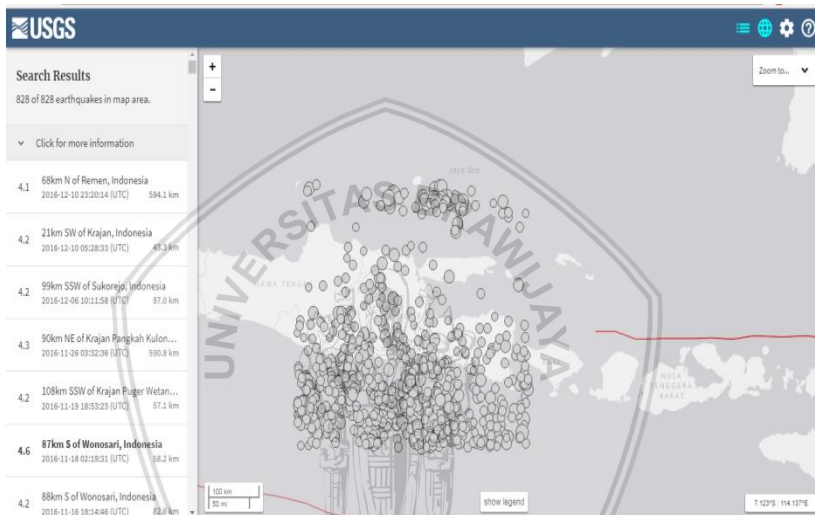 USGS
Search Results
828 of 828 earthquakes in map area.
Click for more information
4.1
68km N of Remen, Indonesia
2016-12-10 23:20:14 (UTC) 594.1 km
4.2
21km SW of Krajan, Indonesia
2016-12-10 05:28:33 (UTC) 43.3 km
4.2
99km SSW of Sukorejo, Indonesia
2016-12-06 10:11:58 (UTC) 87.0 km
4.3
90km NE of Krajan Pangkah Kulon...
2016-11-26 03:32:36 (UTC) 590.8 km
4.2
108km SSW of Krajan Puger Wetan...
2016-11-19 18:53:23 (UTC) 57.1 km
4.6
87km S of Wonosari, Indonesia
2016-11-18 02:19:31 (UTC) 58.2 km
4.2
88km S of Wonosari, Indonesia
2016-11-16 18:14:46 (UTC) 82.6 km
+
-
Zoom to...
Java Sea
UNIVERSITAS BRAWIJAYA
JAWA TENGAH
NUSA
TENGGARA
BARAT
100 km
50 mi
show legend
7.123°S : 114.137°E